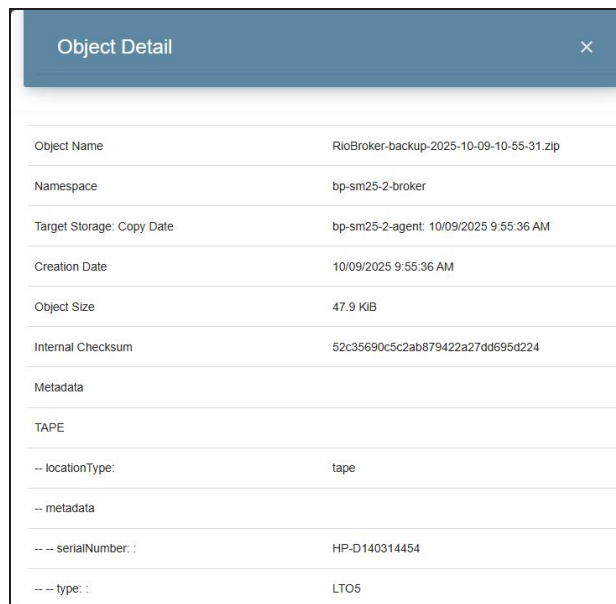 Object Detail
Object Name RioBroker-backup-2025-10-09-10-55-31.zip
Namespace bp-sm25-2-broker
Target Storage: Copy Date bp-sm25-2-agent: 10/09/2025 9:55:36 AM
Creation Date 10/09/2025 9:55:36 AM
Object Size 47.9 KiB
Internal Checksum 52c35690c5c2ab879422a27dd695d224
Metadata
TAPE
-- locationType: tape
-- metadata
-- -- serialNumber: : HP-D140314454
-- -- type: : LTO5